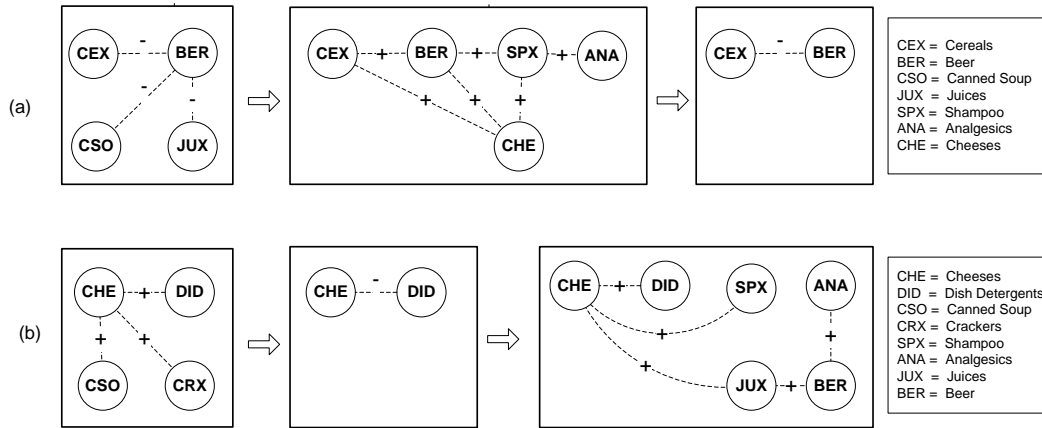 (a)
CEX - BER
- -
CSO JUX
CEX + BER + SPX + ANA
+ + +
CHE
CEX - BER
CEX = Cereals
BER = Beer
CSO = Canned Soup
JUX = Juices
SPX = Shampoo
ANA = Analgesics
CHE = Cheeses
(b)
CHE + DID
+ +
CSO CRX
CHE - DID
CHE + DID SPX ANA
+ +
+
JUX + BER
CHE = Cheeses
DID = Dish Detergents
CSO = Canned Soup
CRX = Crackers
SPX = Shampoo
ANA = Analgesics
JUX = Juices
BER = Beer